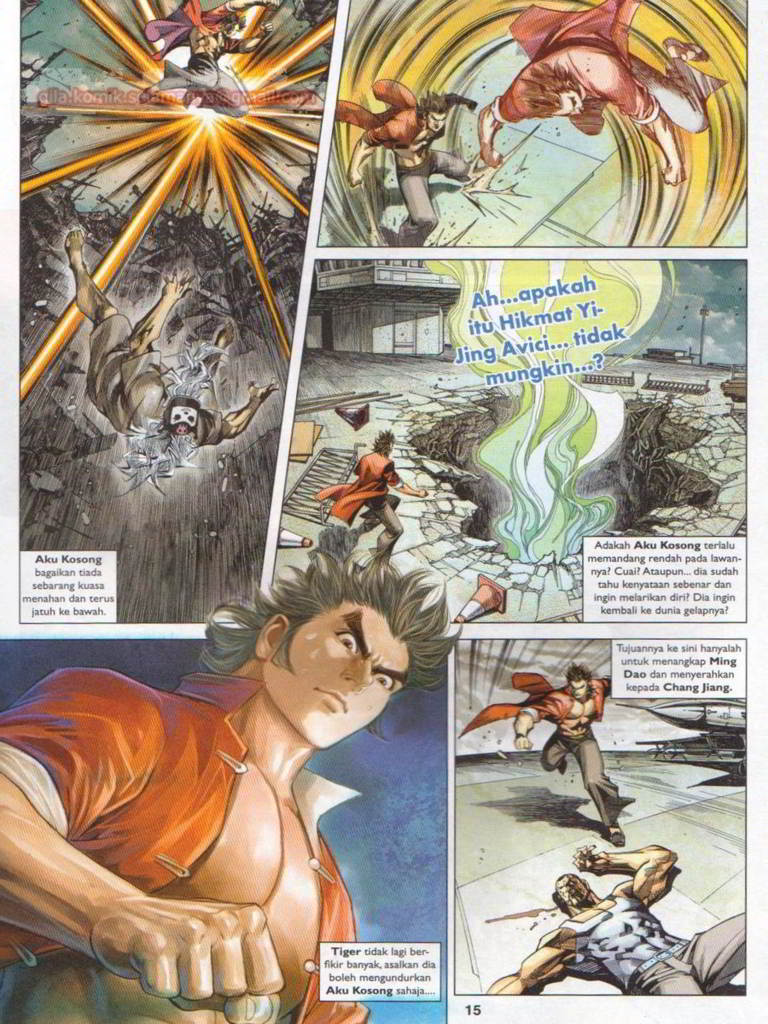 Ah...apakah
itu Hikmat Yi-
Jing Avici... tidak
mungkin...?
Aku Kosong
bagaikan tiada
sebarang kuasa
menahan dan terus
jatuh ke bawah.
Adakah Aku Kosong terlalu
memandang rendah pada lawan-
nya? Cuai? Ataupun... dia sudah
tahu kenyataan sebenar dan
ingin melarikan diri? Dia ingin
kembali ke dunia gelapnya?
Tujuannya ke sini hanyalah
untuk menangkap Ming
Dao dan menyerahkan
kepada Chang Jiang.
Tiger tidak lagi ber-
fikir banyak, asalkan dia
boleh mengundurkan
Aku Kosong sahaja....
15